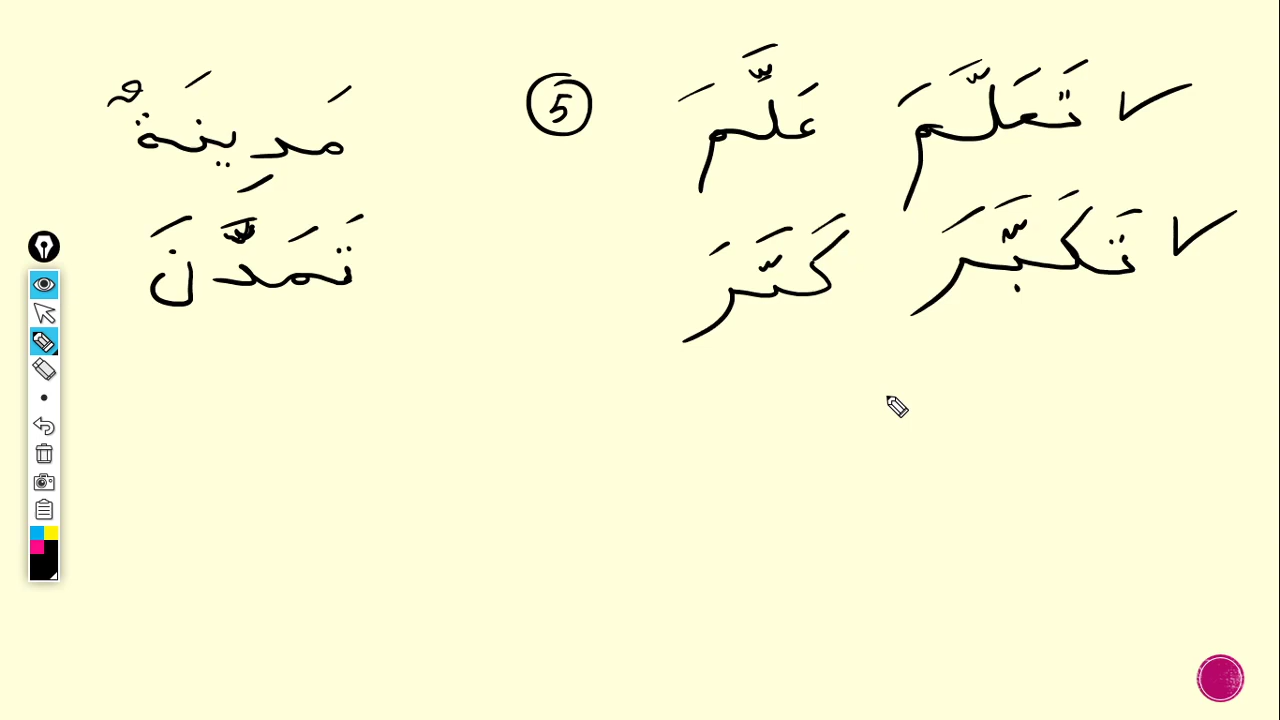 تَعَلَّمَ عَلَّمَ 5 مَدِينَةٌ
تَكَبَّرَ كَبَّرَ تَمَدَّنَ